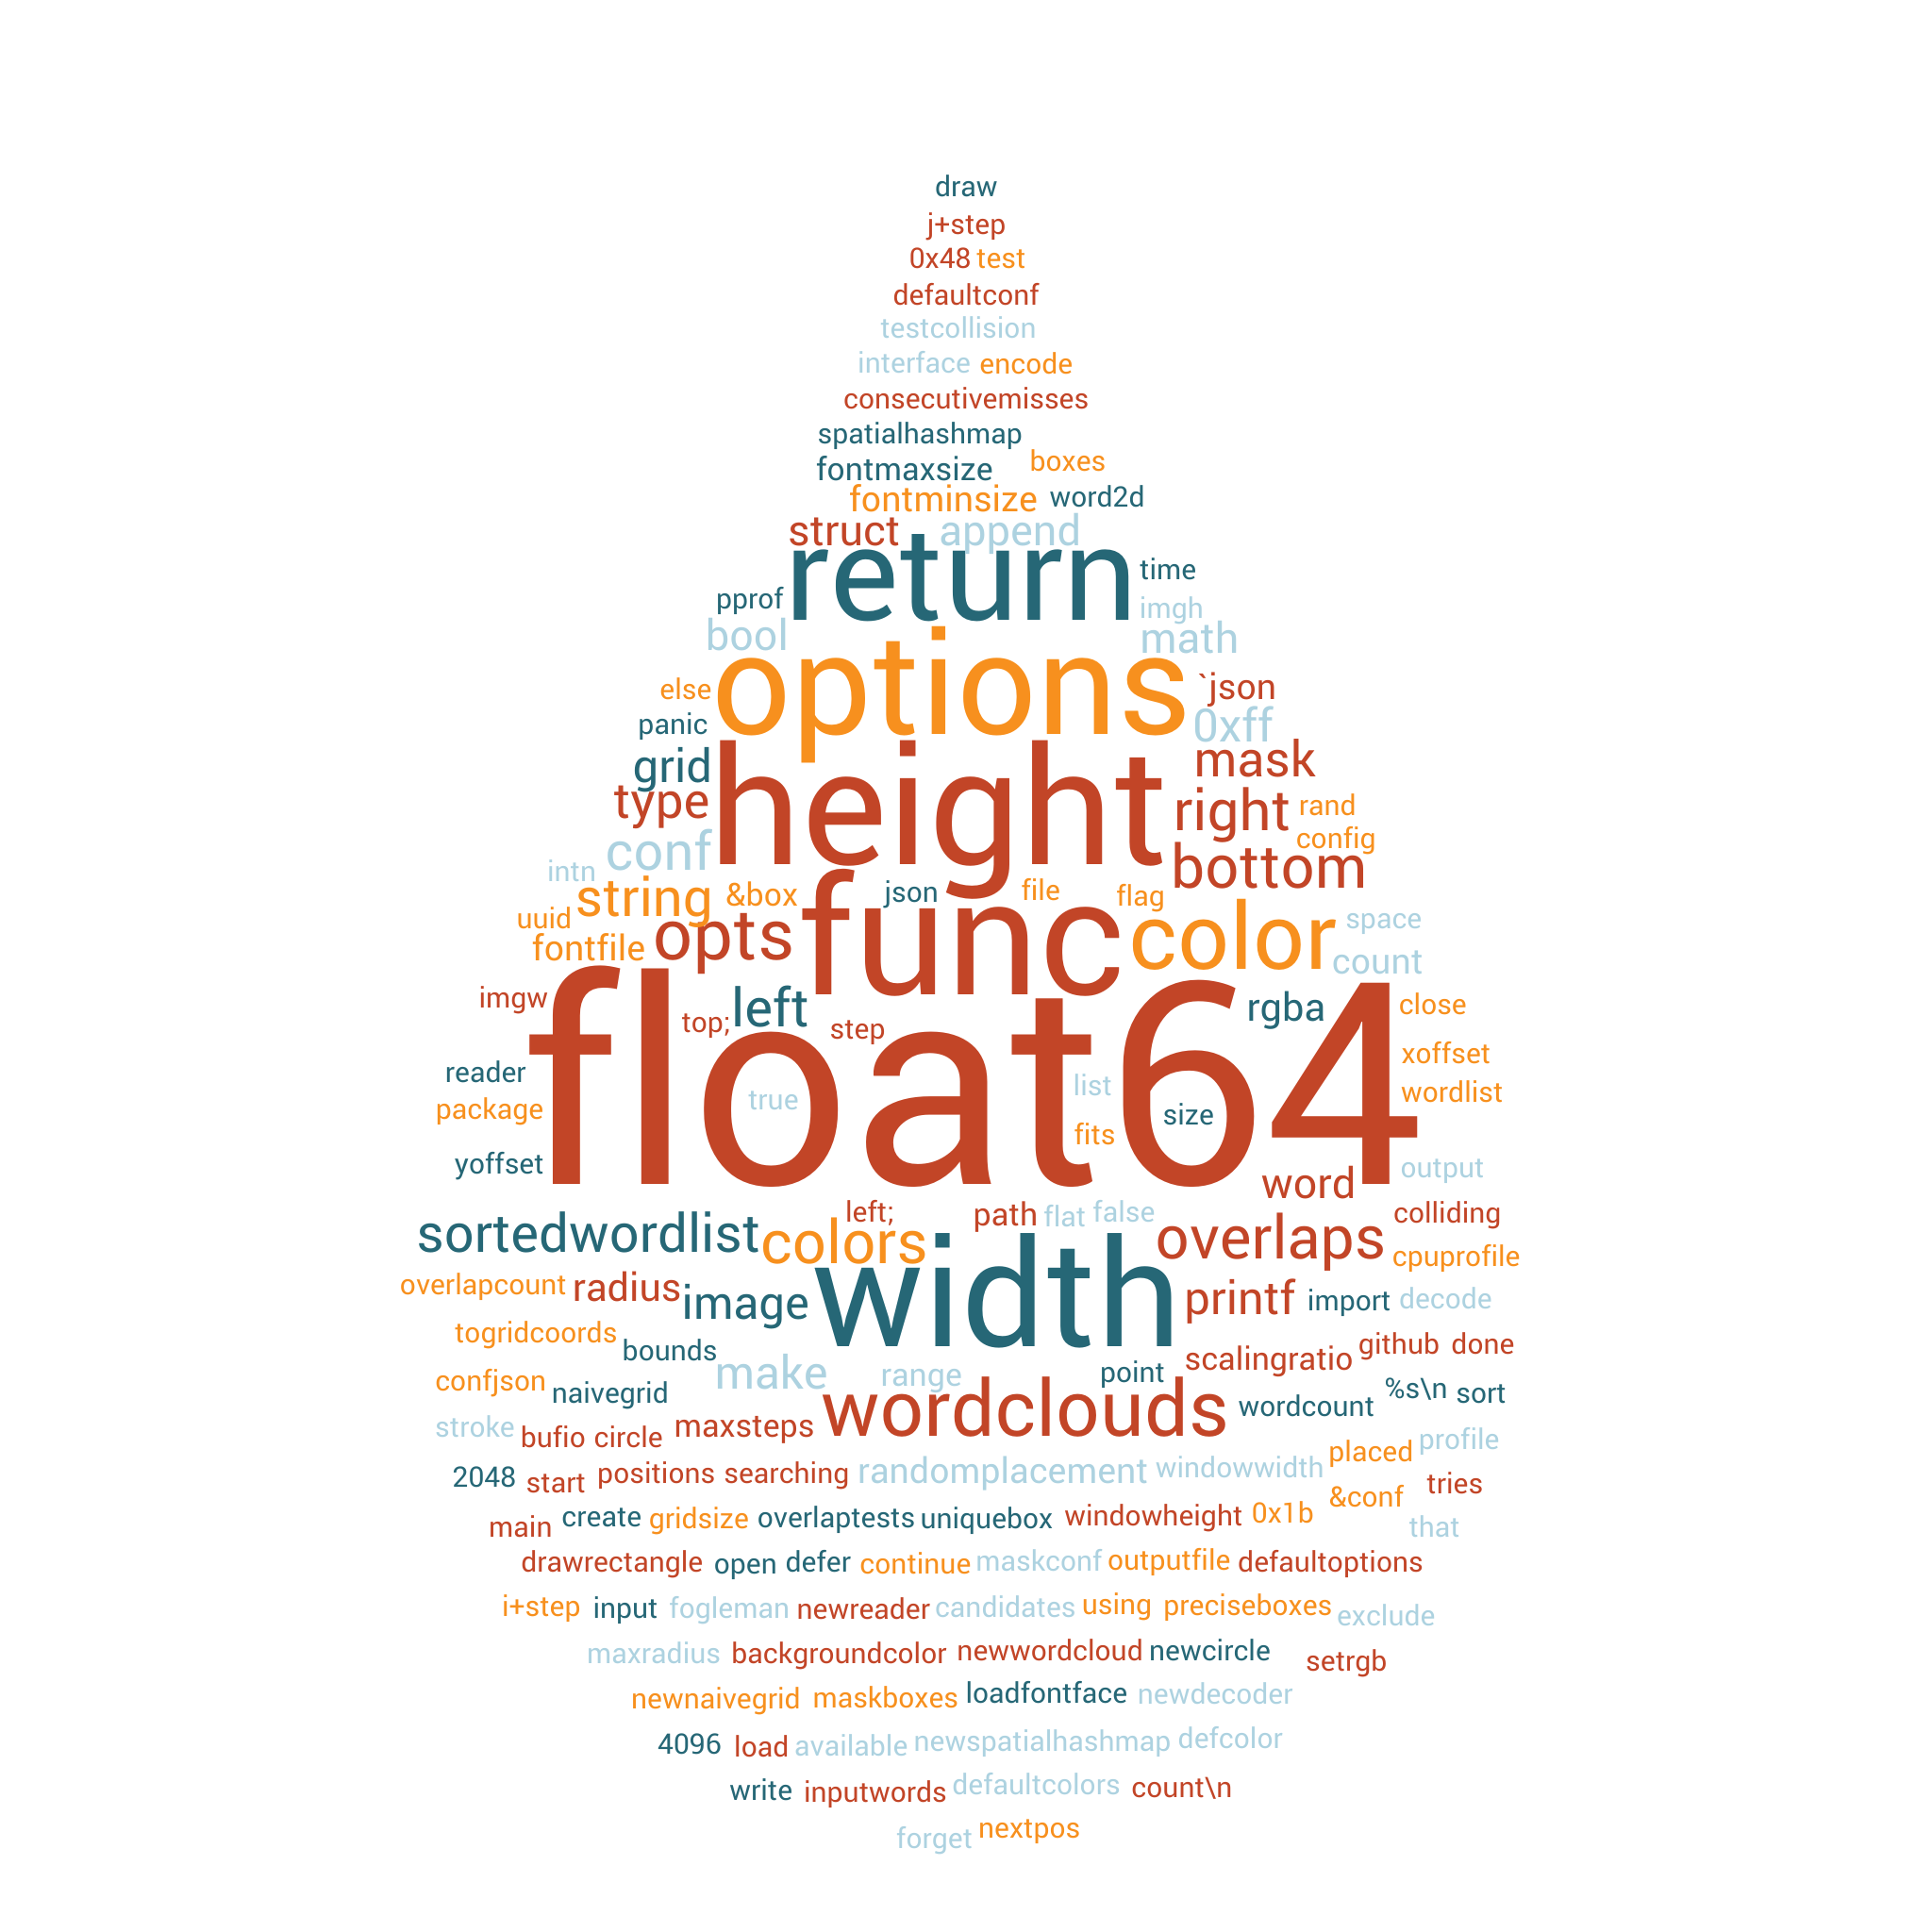 draw
j+step
0x48 test
defaultconf
testcollision
interface encode
consecutivemisses
spatialhashmap
fontmaxsize boxes
fontminsize word2d
struct append
return time
pprof imgh
bool math
options
else `json
panic 0xff
grid height mask
type right rand
conf config
intn bottom
string &box json file flag
uuid opts func color space
fontfile count
imgw float64 left rgba close
top; step
xoffset
reader true list wordlist
package size
fits
yoffset word output
left; path flat false colliding
sortedwordlist colors overlaps cpuprofile
overlapcount radius image width printf import decode
togridcoords bounds scalingratio github done
confjson naivegrid make range point %s\n sort
stroke bufio circle maxsteps wordclouds wordcount
placed profile
2048 start positions searching randomplacement windowwidth tries
main create gridsize overlaptests uniquebox windowheight 0x1b &conf that
drawrectangle open defer continue maskconf outputfile defaultoptions
i+step input fogleman newreader candidates using preciseboxes exclude
maxradius backgroundcolor newwordcloud newcircle setrgb
newnaivegrid maskboxes loadfontface newdecoder
4096 load available newspatialhashmap defcolor
write inputwords defaultcolors count\n
forget nextpos